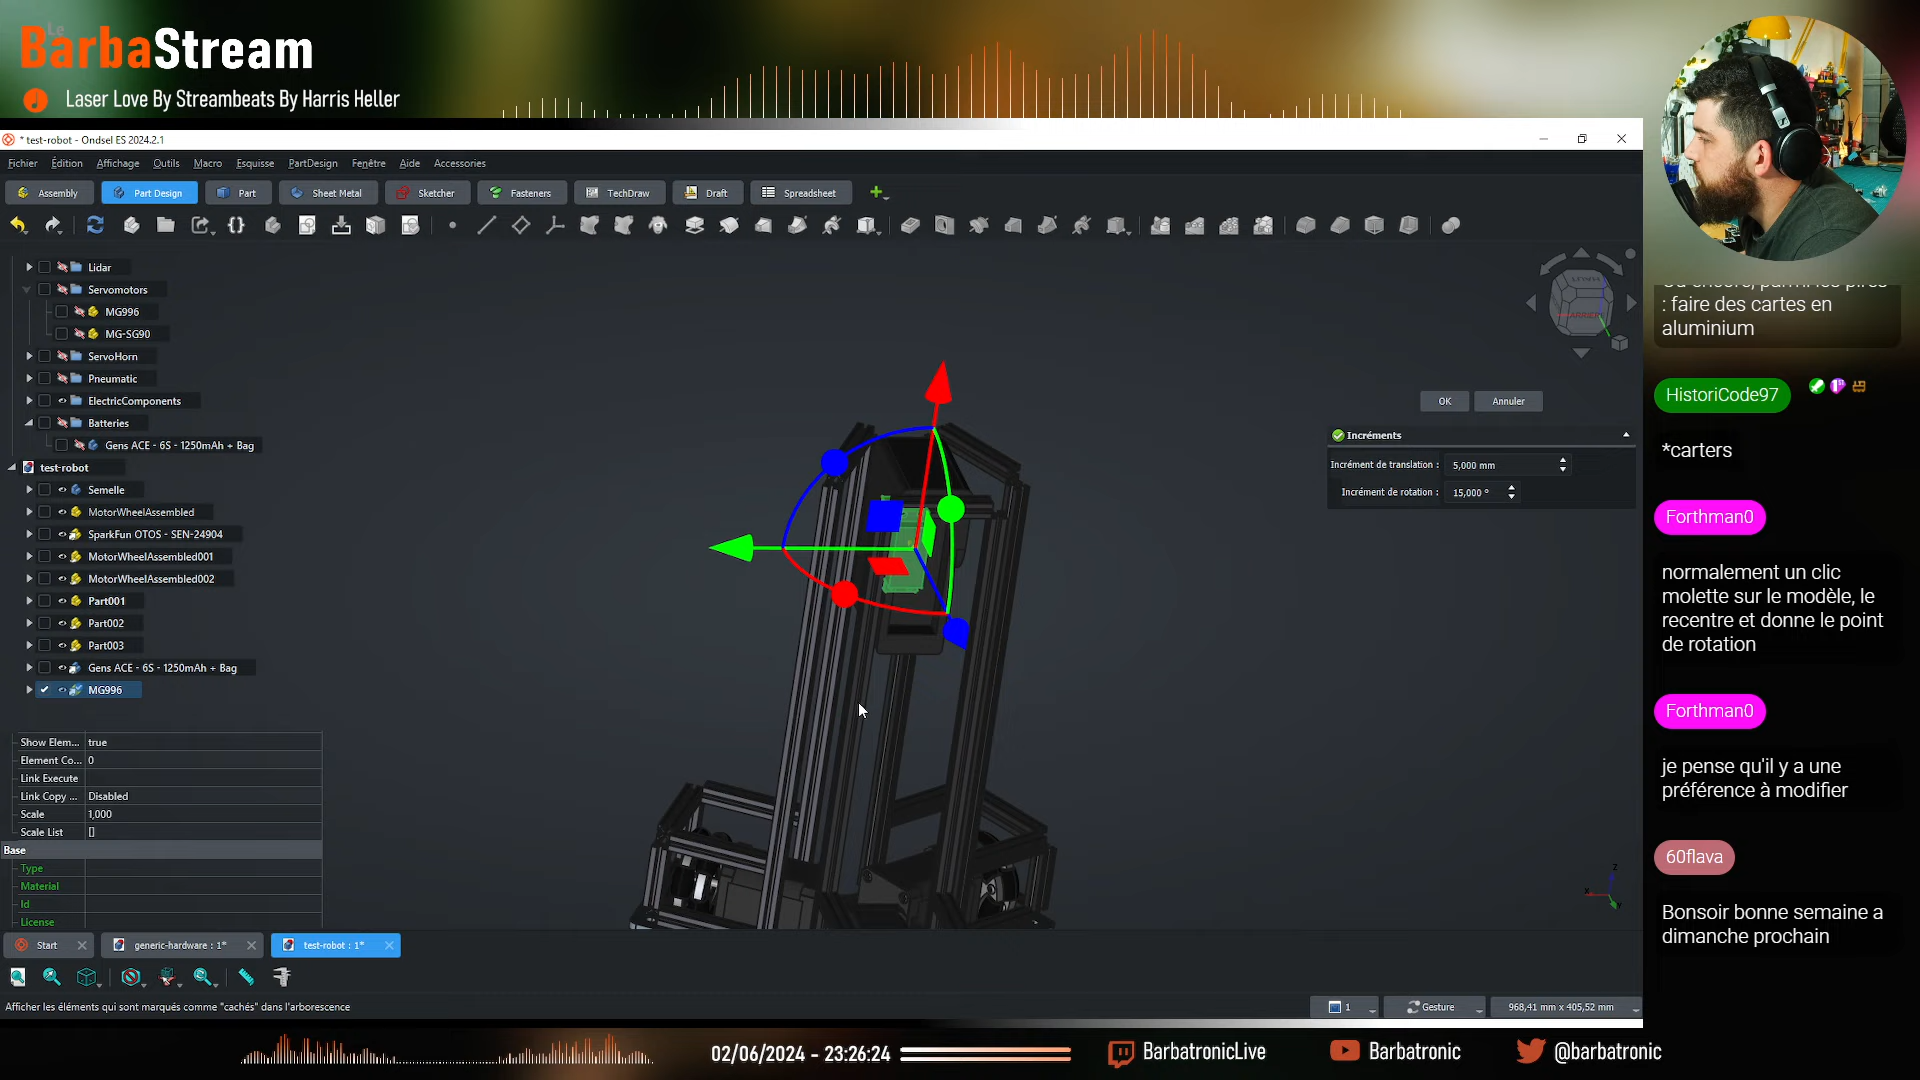 Le
BarbaStream
Laser Love By Streambeats By Harris Heller
* test-robot - Ondsel ES 2024.2.1
Fichier Édition Affichage Outils Macro Esquisse PartDesign Fenêtre Aide Accessories
Assembly Part Design Part Sheet Metal Sketcher Fasteners TechDraw Draft Spreadsheet
Lidar
Servomotors
MG996
MG-SG90
ServoHorn
Pneumatic
ElectricComponents
Batteries
Gens ACE - 6S - 1250mAh + Bag
test-robot
Semelle
MotorWheelAssembled
SparkFun OTOS - SEN-24904
MotorWheelAssembled001
MotorWheelAssembled002
Part001
Part002
Part003
Gens ACE - 6S - 1250mAh + Bag
MG996
Show Elem... true
Element Co... 0
Link Execute
Link Copy ... Disabled
Scale 1,000
Scale List []
Base
Type
Material
Id
License
OK Annuler
Incréments
Incrément de translation : 5,000 mm
Incrément de rotation : 15,000 °
Z
X
Start generic-hardware : 1* test-robot : 1*
Afficher les éléments qui sont marqués comme "cachés" dans l'arborescence
1 Gesture 968,41 mm x 405,52 mm
: faire des cartes en
aluminium
HistoriCode97
*carters
Forthman0
normalement un clic
molette sur le modèle, le
recentre et donne le point
de rotation
Forthman0
je pense qu'il y a une
préférence à modifier
60flava
Bonsoir bonne semaine a
dimanche prochain
02/06/2024 - 23:26:24 BarbatronicLive Barbatronic @barbatronic